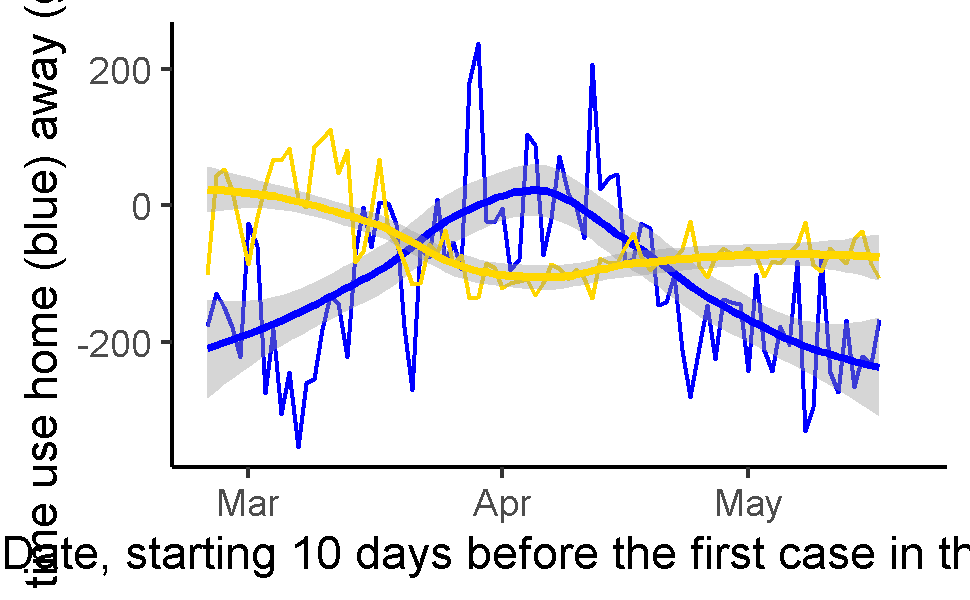 time use home (blue) away (
200
0
-200
Mar Apr May
Date, starting 10 days before the first case in th